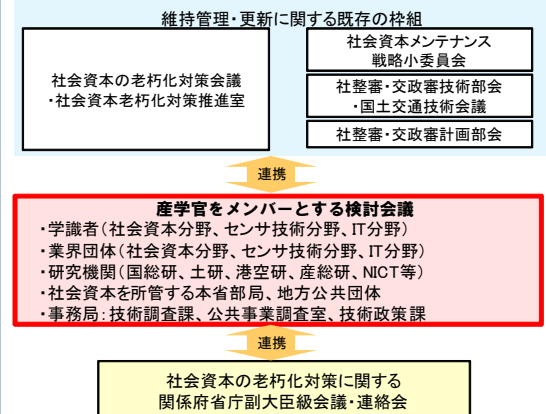 維持管理・更新に関する既存の枠組
社会資本の老朽化対策会議
・社会資本老朽化対策推進室
社会資本メンテナンス
戦略小委員会
社整審・交政審技術部会
・国土交通技術会議
社整審・交政審計画部会
連携
産学官をメンバーとする検討会議
・学識者(社会資本分野、センサ技術分野、IT分野)
・業界団体(社会資本分野、センサ技術分野、IT分野)
・研究機関(国総研、土研、港空研、産総研、NICT等)
・社会資本を所管する本省部局、地方公共団体
・事務局:技術調査課、公共事業調査室、技術政策課
連携
社会資本の老朽化対策に関する
関係府省庁副大臣級会議・連絡会